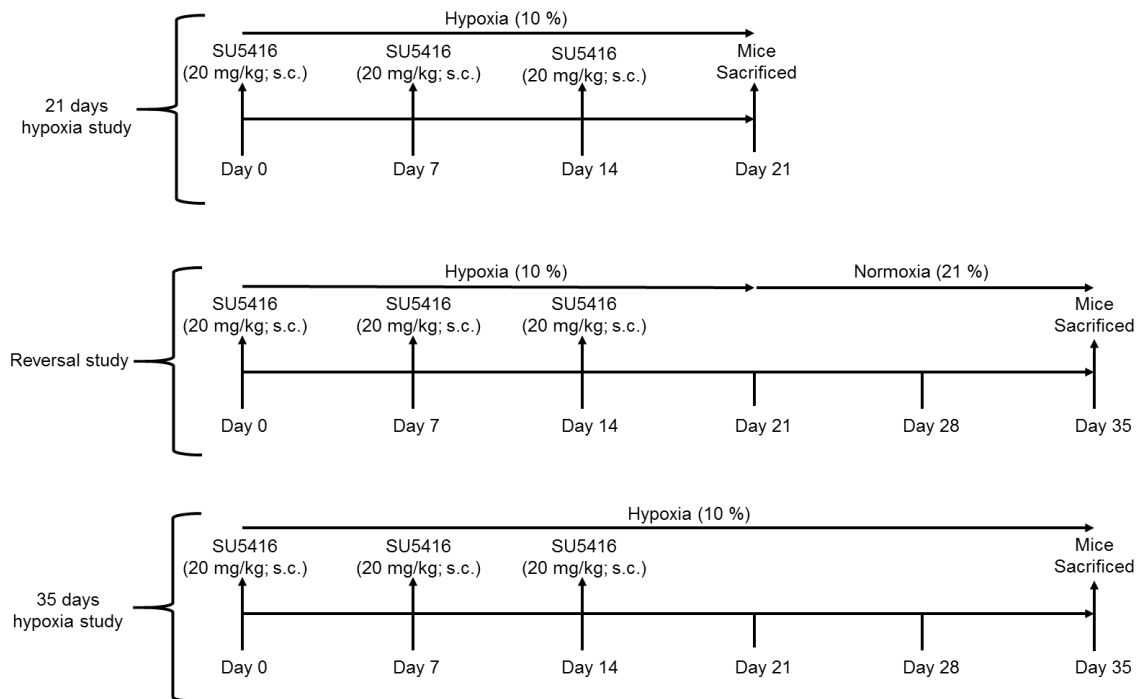 Hypoxia (10 %)
SU5416
(20 mg/kg; s.c.)
SU5416
(20 mg/kg; s.c.)
SU5416
(20 mg/kg; s.c.)
Mice
Sacrificed
21 days
hypoxia study
Day 0
Day 7
Day 14
Day 21
Hypoxia (10 %)
Normoxia (21 %)
SU5416
(20 mg/kg; s.c.)
SU5416
(20 mg/kg; s.c.)
SU5416
(20 mg/kg; s.c.)
Mice
Sacrificed
Reversal study
Day 0
Day 7
Day 14
Day 21
Day 28
Day 35
Hypoxia (10 %)
SU5416
(20 mg/kg; s.c.)
SU5416
(20 mg/kg; s.c.)
SU5416
(20 mg/kg; s.c.)
Mice
Sacrificed
35 days
hypoxia study
Day 0
Day 7
Day 14
Day 21
Day 28
Day 35